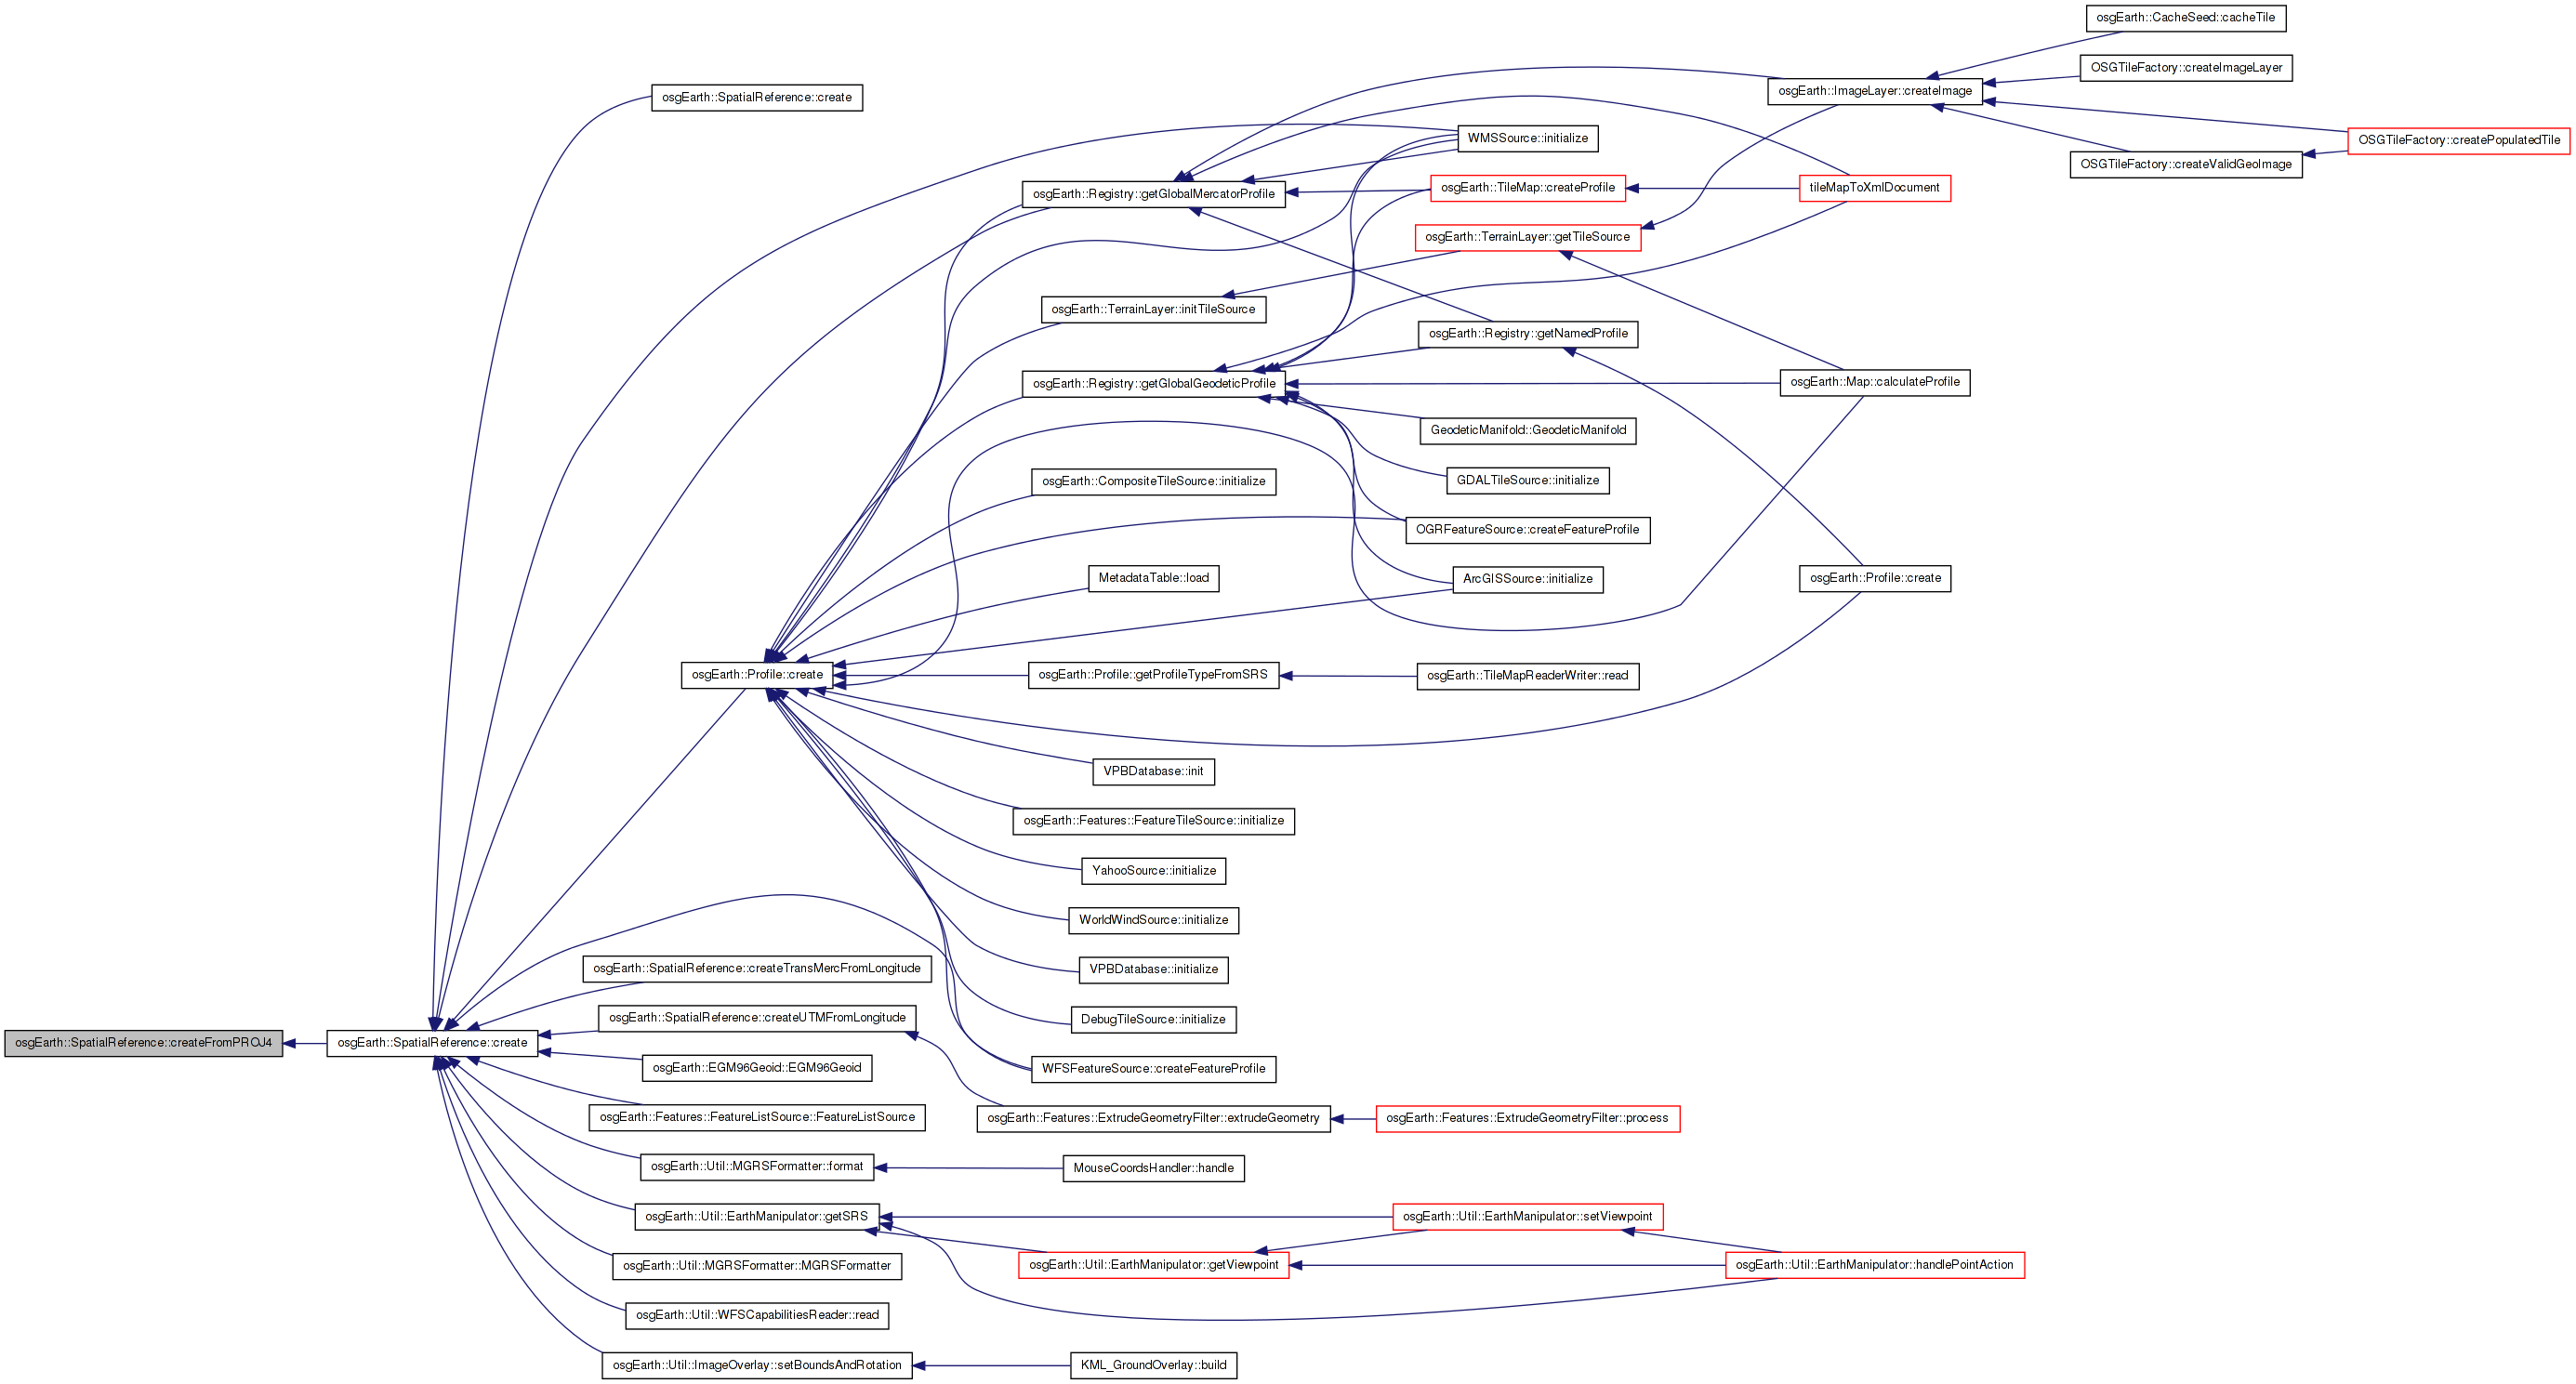 osgEarth::SpatialReference::createFromPROJ4
osgEarth::SpatialReference::create
osgEarth::SpatialReference::create
osgEarth::Profile::create
osgEarth::SpatialReference::createTransMercFromLongitude
osgEarth::SpatialReference::createUTMFromLongitude
osgEarth::EGM96Geoid::EGM96Geoid
osgEarth::Features::FeatureListSource::FeatureListSource
osgEarth::Util::MGRSFormatter::format
osgEarth::Util::EarthManipulator::getSRS
osgEarth::Util::MGRSFormatter::MGRSFormatter
osgEarth::Util::WFSCapabilitiesReader::read
osgEarth::Util::ImageOverlay::setBoundsAndRotation
osgEarth::Registry::getGlobalMercatorProfile
osgEarth::TerrainLayer::initTileSource
osgEarth::Registry::getGlobalGeodeticProfile
osgEarth::CompositeTileSource::initialize
MetadataTable::load
osgEarth::Profile::getProfileTypeFromSRS
VPBDatabase::init
osgEarth::Features::FeatureTileSource::initialize
YahooSource::initialize
WorldWindSource::initialize
VPBDatabase::initialize
DebugTileSource::initialize
WFSFeatureSource::createFeatureProfile
osgEarth::Features::ExtrudeGeometryFilter::extrudeGeometry
MouseCoordsHandler::handle
osgEarth::Util::EarthManipulator::getViewpoint
KML_GroundOverlay::build
WMSSource::initialize
osgEarth::TileMap::createProfile
osgEarth::TerrainLayer::getTileSource
osgEarth::Registry::getNamedProfile
GeodeticManifold::GeodeticManifold
GDALTileSource::initialize
OGRFeatureSource::createFeatureProfile
ArcGISSource::initialize
osgEarth::TileMapReaderWriter::read
osgEarth::Features::ExtrudeGeometryFilter::process
osgEarth::Util::EarthManipulator::setViewpoint
osgEarth::ImageLayer::createImage
tileMapToXmlDocument
osgEarth::Map::calculateProfile
osgEarth::Profile::create
osgEarth::Util::EarthManipulator::handlePointAction
osgEarth::CacheSeed::cacheTile
OSGTileFactory::createImageLayer
OSGTileFactory::createValidGeoImage
OSGTileFactory::createPopulatedTile